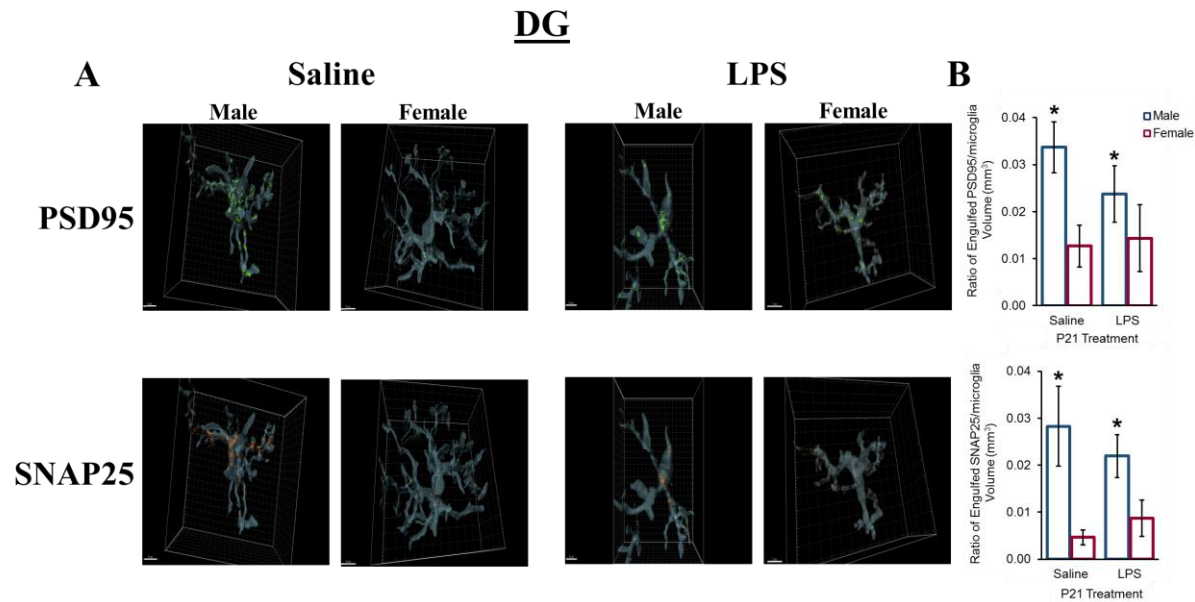 DG
A
Saline
LPS
B
Male
Female
Male
Female
PSD95
SNAP25
Ratio of Engulfed PSD95/microglia
Volume (mm³)
0.04
0.03
0.02
0.01
0.00
*
*
Male
Female
Saline
LPS
P21 Treatment
Ratio of Engulfed SNAP25/microglia
Volume (mm³)
0.04
0.03
0.02
0.01
0.00
*
*
Saline
LPS
P21 Treatment